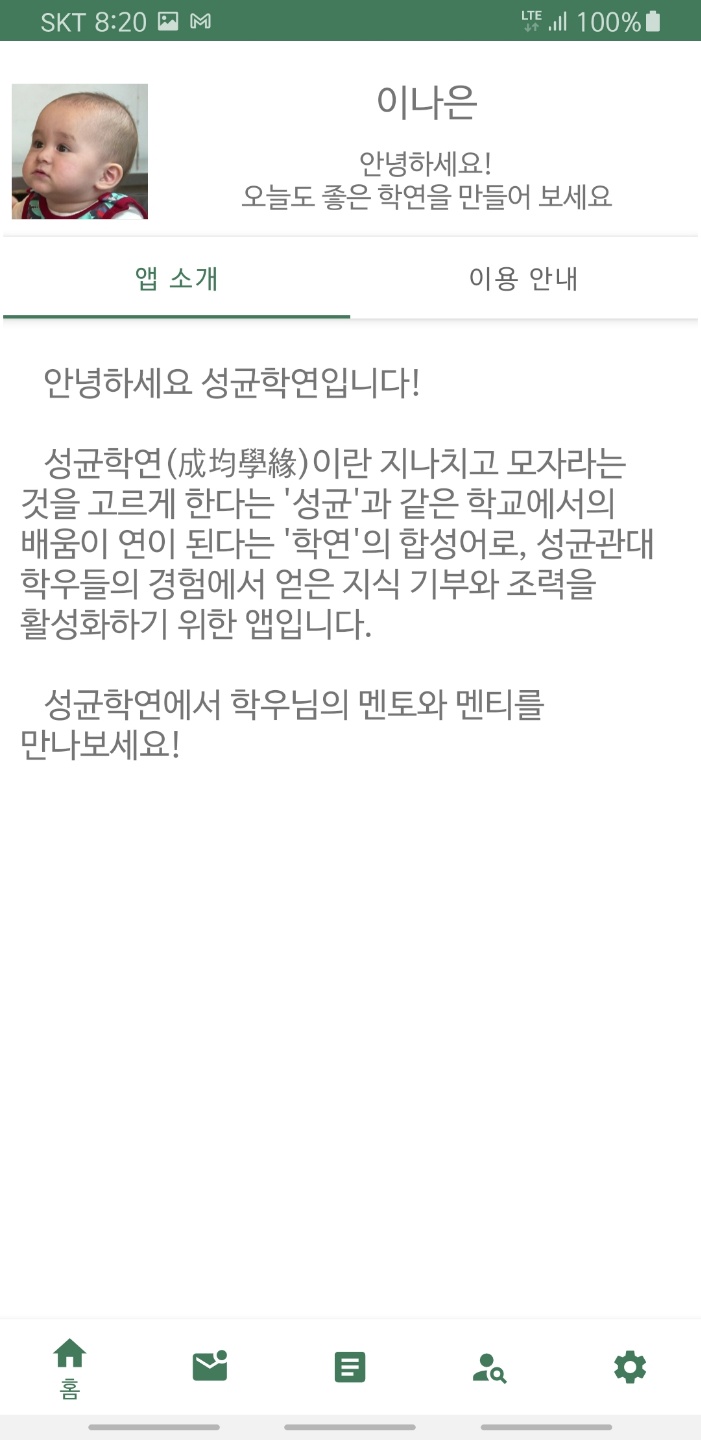 SKT 8:20
LTE 100%
이나은
안녕하세요!
오늘도 좋은 학연을 만들어 보세요
앱 소개
이용 안내
안녕하세요 성균학연입니다!
성균학연(成均學緣)이란 지나치고 모자라는
것을 고르게 한다는 '성균'과 같은 학교에서의
배움이 연이 된다는 '학연'의 합성어로, 성균관대
학우들의 경험에서 얻은 지식 기부와 조력을
활성화하기 위한 앱입니다.
성균학연에서 학우님의 멘토와 멘티를
만나보세요!
홈